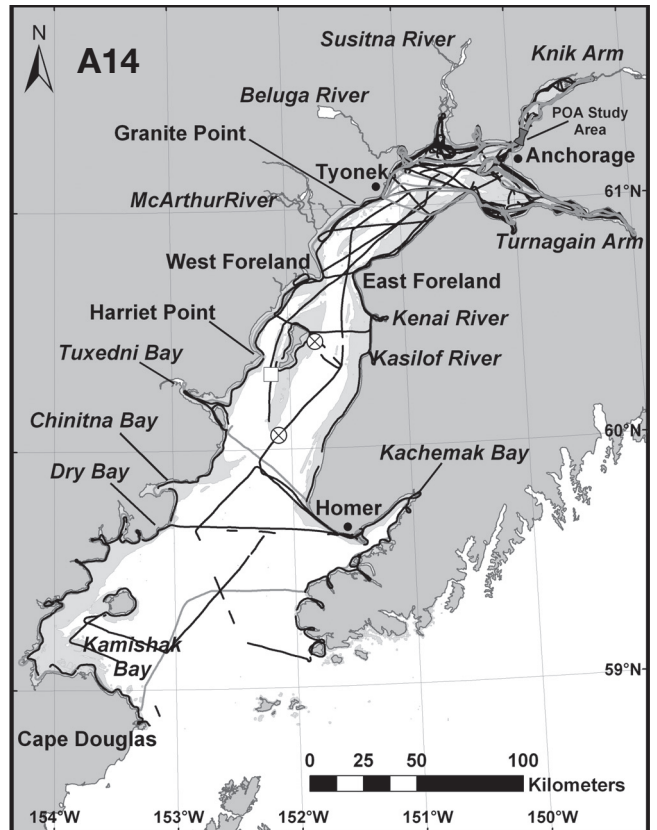 N
A14
Susitna River
Knik Arm
Beluga River
POA Study
Area
Granite Point
Anchorage
Tyonek
61°N
McArthurRiver
Turnagain Arm
West Foreland
East Foreland
Harriet Point
Kenai River
Tuxedni Bay
Kasilof River
Chinitna Bay
60°N
Kachemak Bay
Dry Bay
Homer
Kamishak
Bay
59°N
Cape Douglas
0 25 50 100
Kilometers
154°W 153°W 152°W 151°W 150°W